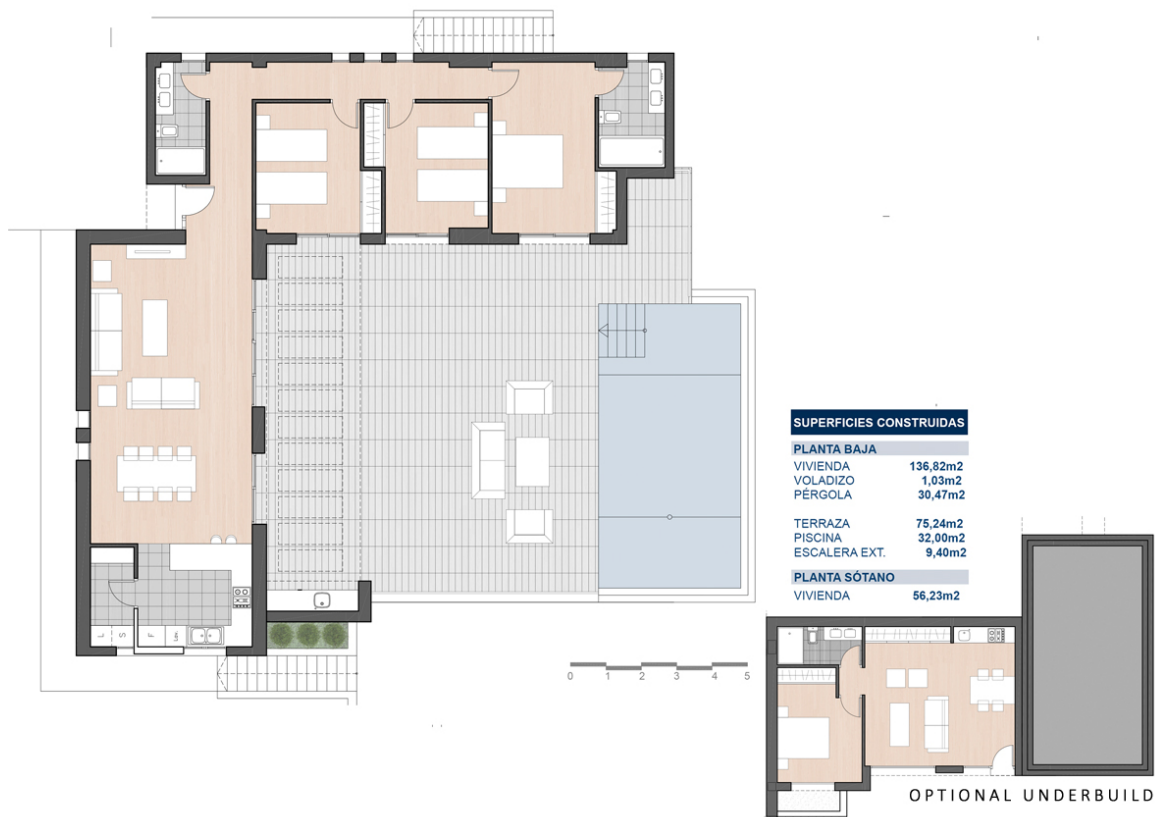 SUPERFICIES CONSTRUIDAS
PLANTA BAJA
VIVIENDA 136,82m2
VOLADIZO 1,03m2
PÉRGOLA 30,47m2
TERRAZA 75,24m2
PISCINA 32,00m2
ESCALERA EXT. 9,40m2
PLANTA SÓTANO
VIVIENDA 56,23m2
L S F Lav.
0 1 2 3 4 5
OPTIONAL UNDERBUILD